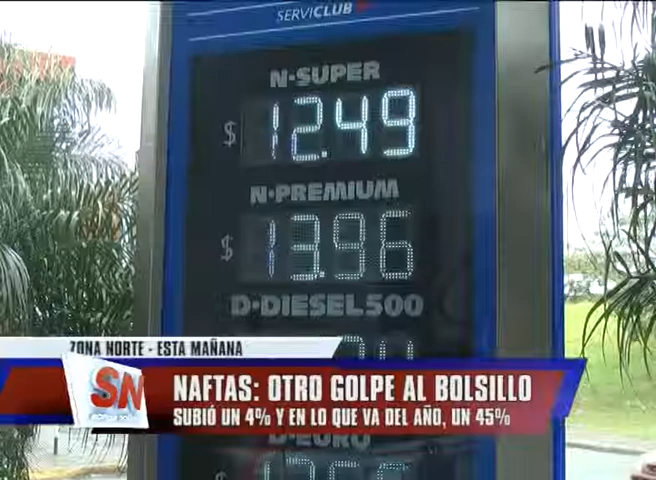 SERVICLUB
N-SUPER
$ 12.49
N-PREMIUM
$ 13.96
D-DIESEL500
ZONA NORTE - ESTA MAÑANA
SN
NAFTAS: OTRO GOLPE AL BOLSILLO
SUBIÓ UN 4% Y EN LO QUE VA DEL AÑO, UN 45%
D-EURO